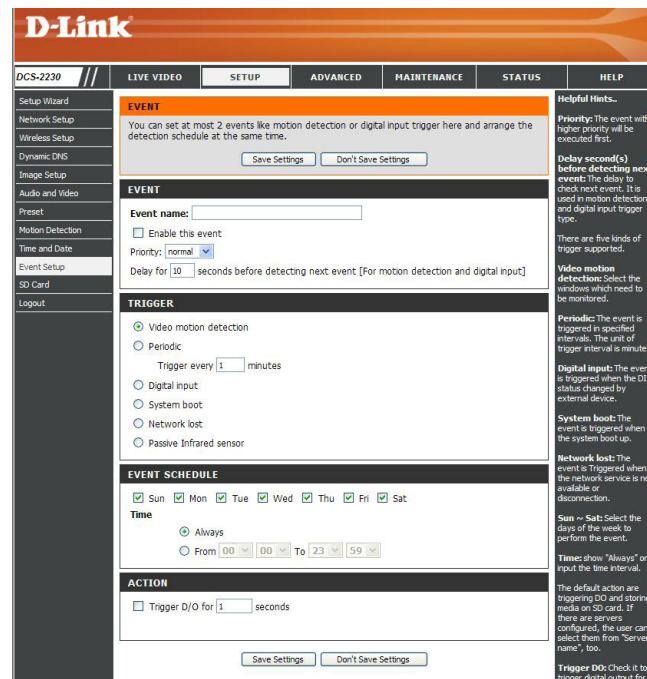 D-Link
DCS-2230 //
LIVE VIDEO
SETUP
ADVANCED
MAINTENANCE
STATUS
HELP
Setup Wizard
Network Setup
Wireless Setup
Dynamic DNS
Image Setup
Audio and Video
Preset
Motion Detection
Time and Date
Event Setup
SD Card
Logout
EVENT
You can set at most 2 events like motion detection or digital input trigger here and arrange the
detection schedule at the same time.
Save Settings Don't Save Settings
EVENT
Event name:
Enable this event
Priority: normal
Delay for 10 seconds before detecting next event [For motion detection and digital input]
TRIGGER
Video motion detection
Periodic
Trigger every 1 minutes
Digital input
System boot
Network lost
Passive Infrared sensor
EVENT SCHEDULE
Sun Mon Tue Wed Thu Fri Sat
Time
Always
From 00 00 To 23 59
ACTION
Trigger D/O for 1 seconds
Save Settings Don't Save Settings
Helpful Hints..
Priority: The event with
higher priority will be
executed first.
Delay second(s)
before detecting next
event: The delay to
check next event. It is
used in motion detection
and digital input trigger
type.
There are five kinds of
trigger supported.
Video motion
detection: Select the
windows which need to
be monitored.
Periodic: The event is
triggered in specified
intervals. The unit of
trigger interval is minute
Digital input: The event
is triggered when the DI
status changed by
external device.
System boot: The
event is triggered when
the system boot up.
Network lost: The
event is Triggered when
the network service is no
available or
disconnection.
Sun ~ Sat: Select the
days of the week to
perform the event.
Time: show "Always" or
input the time interval.
The default action are
triggering DO and storing
media on SD card. If
there are servers
configured, the user can
select them from "Server
name", too.
Trigger DO: Check it to
trigger digital output for